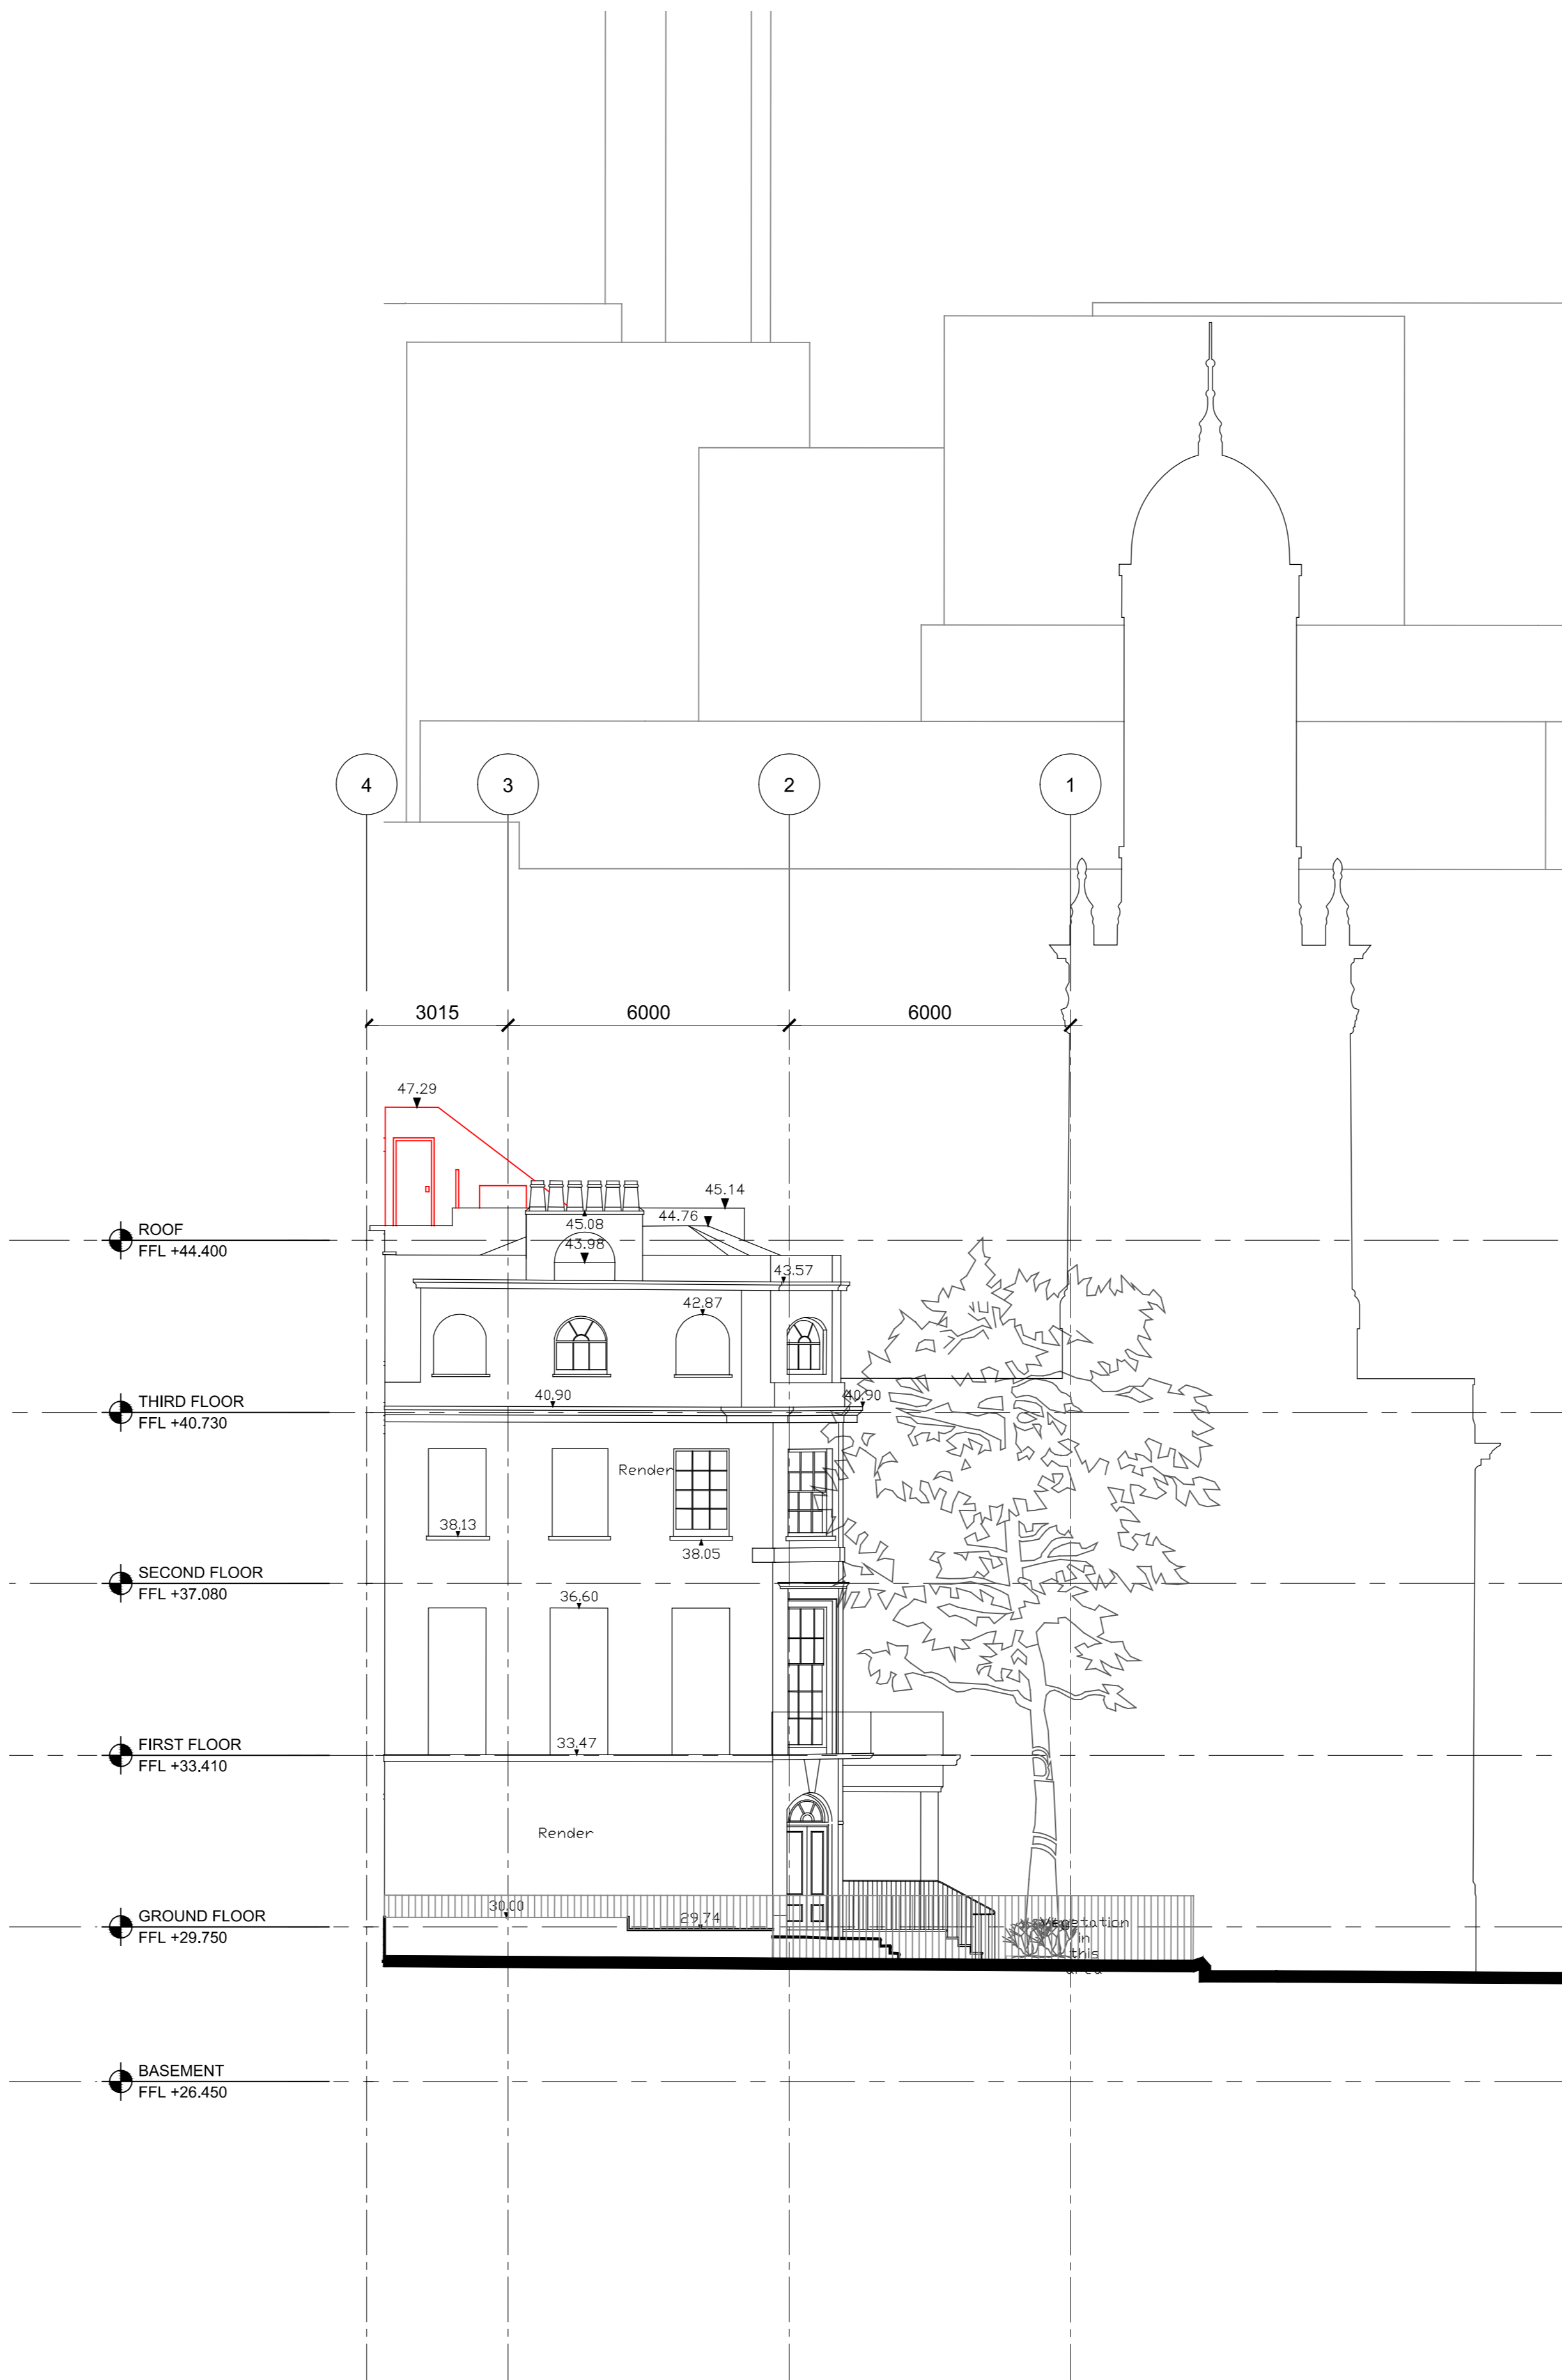 4
3
2
1
3015
6000
6000
47.29
45.14
45.08
44.76
ROOF
FFL +44.400
43.98
43.57
42.87
THIRD FLOOR
FFL +40.730
40.90
40.90
Render
38.13
38.05
SECOND FLOOR
FFL +37.080
36.60
FIRST FLOOR
FFL +33.410
33.47
Render
30.00
29.74
GROUND FLOOR
FFL +29.750
Vegetation
in
this
area
BASEMENT
FFL +26.450